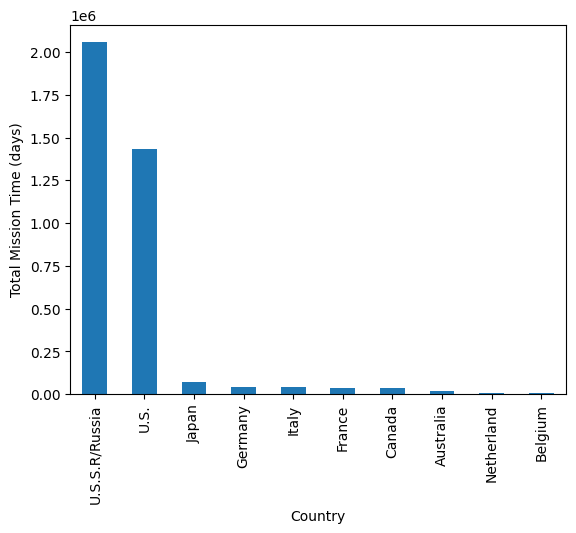 1e6
2.00
1.75
1.50
1.25
1.00
0.75
0.50
0.25
0.00
Total Mission Time (days)
U.S.S.R/Russia
U.S.
Japan
Germany
Italy
France
Canada
Australia
Netherland
Belgium
Country